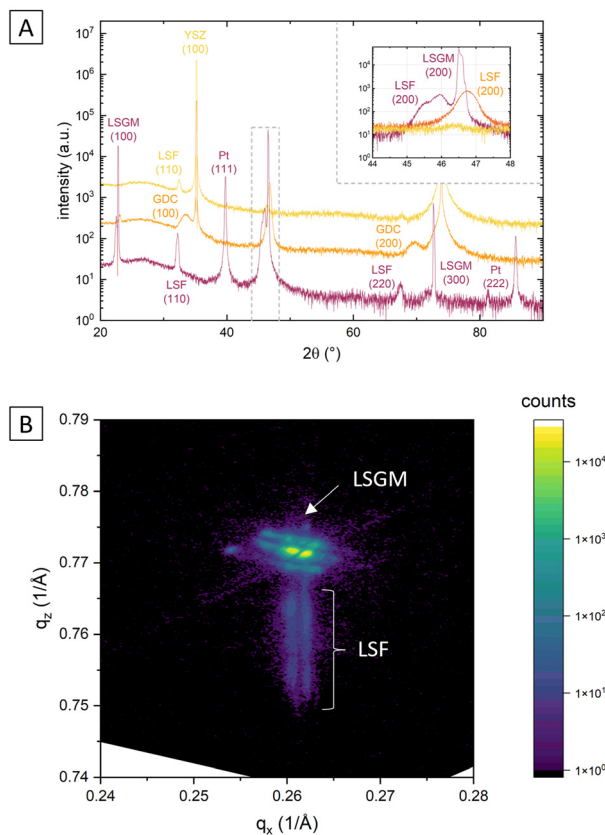 A
YSZ
(100)
LSGM
(100)
LSF
(110)
GDC
(100)
Pt
(111)
LSF
(110)
GDC
(200)
LSF
(220)
LSGM
(300)
Pt
(222)
LSGM
(200)
LSF
(200)
LSF
(200)
10⁴
10³
10²
10¹
10⁰
44 45 46 47 48
10⁷
10⁶
10⁵
10⁴
10³
10²
10¹
10⁰
intensity (a.u.)
20 40 60 80
2θ (°)
B
counts
0.79
0.78
0.77
0.76
0.75
0.74
q_z (1/Å)
LSGM
LSF
0.24 0.25 0.26 0.27 0.28
q_x (1/Å)
1×10⁴
1×10³
1×10²
1×10¹
1×10⁰